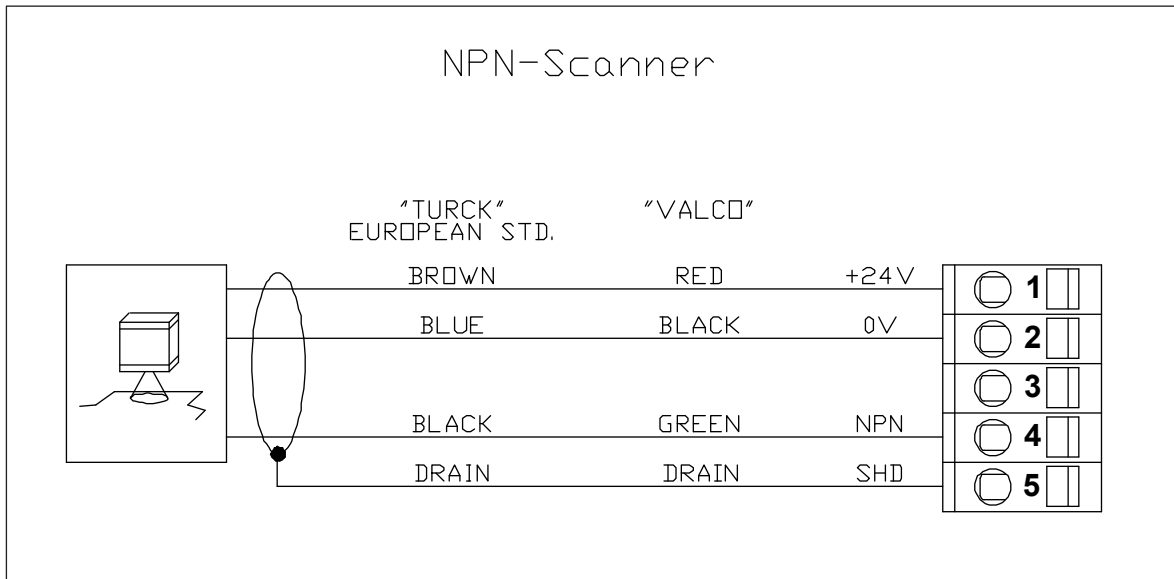 NPN-Scanner
"TURCK" "VALCO"
EUROPEAN STD.
BROWN RED +24V 1
BLUE BLACK 0V 2
3
BLACK GREEN NPN 4
DRAIN DRAIN SHD 5